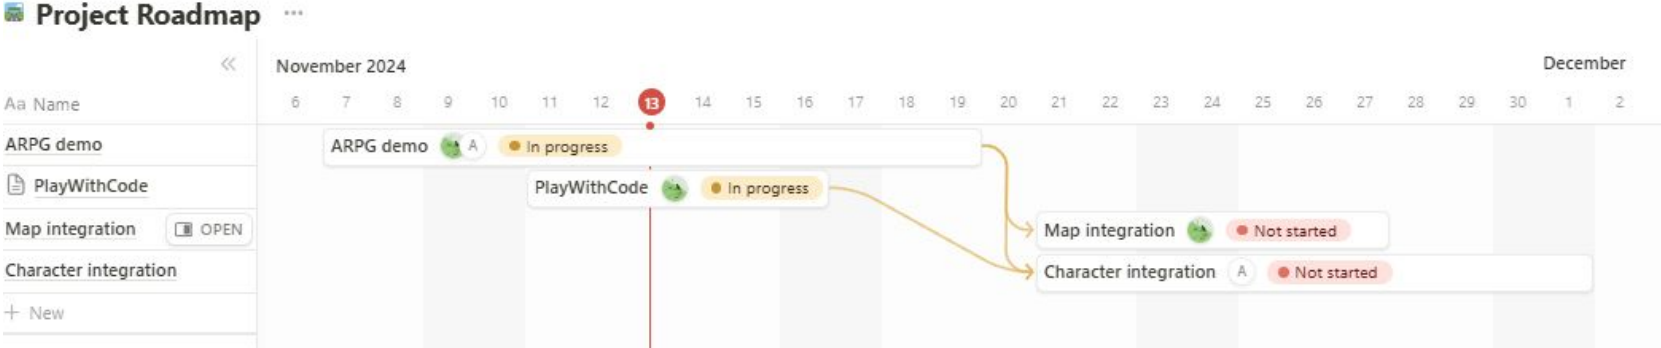 Project Roadmap ...
November 2024 December
Aa Name 6 7 8 9 10 11 12 13 14 15 16 17 18 19 20 21 22 23 24 25 26 27 28 29 30 1 2
ARPG demo ARPG demo A In progress
PlayWithCode PlayWithCode In progress
Map integration OPEN Map integration Not started
Character integration Character integration A Not started
+ New